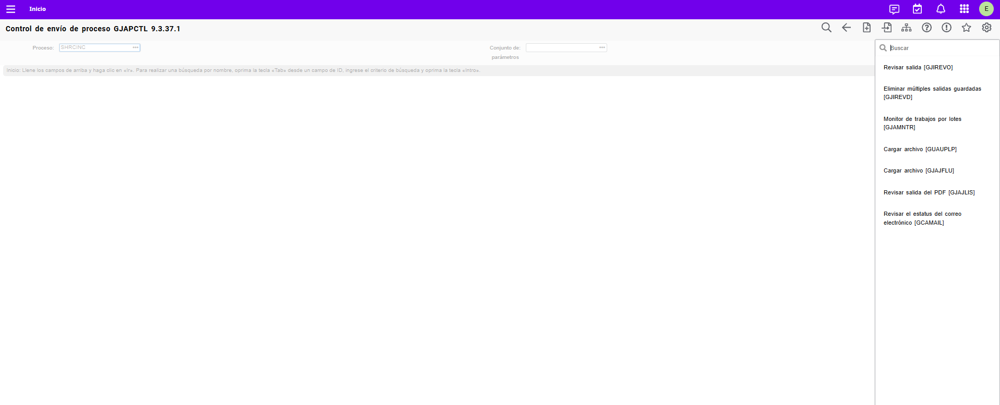 Inicio
E
Control de envío de proceso GJAPCTL 9.3.37.1
Proceso: SHRCINC
Conjunto de:
parámetros
Inicio: Llene los campos de arriba y haga clic en «Ir». Para realizar una búsqueda por nombre, oprima la tecla «Tab» desde un campo de ID, ingrese el criterio de búsqueda y oprima la tecla «Intro».
Buscar
Revisar salida [GJIREVO]
Eliminar múltiples salidas guardadas
[GJIREVD]
Monitor de trabajos por lotes
[GJAMNTR]
Cargar archivo [GUAUPLP]
Cargar archivo [GJAJFLU]
Revisar salida del PDF [GJAJLIS]
Revisar el estatus del correo
electrónico [GCAMAIL]